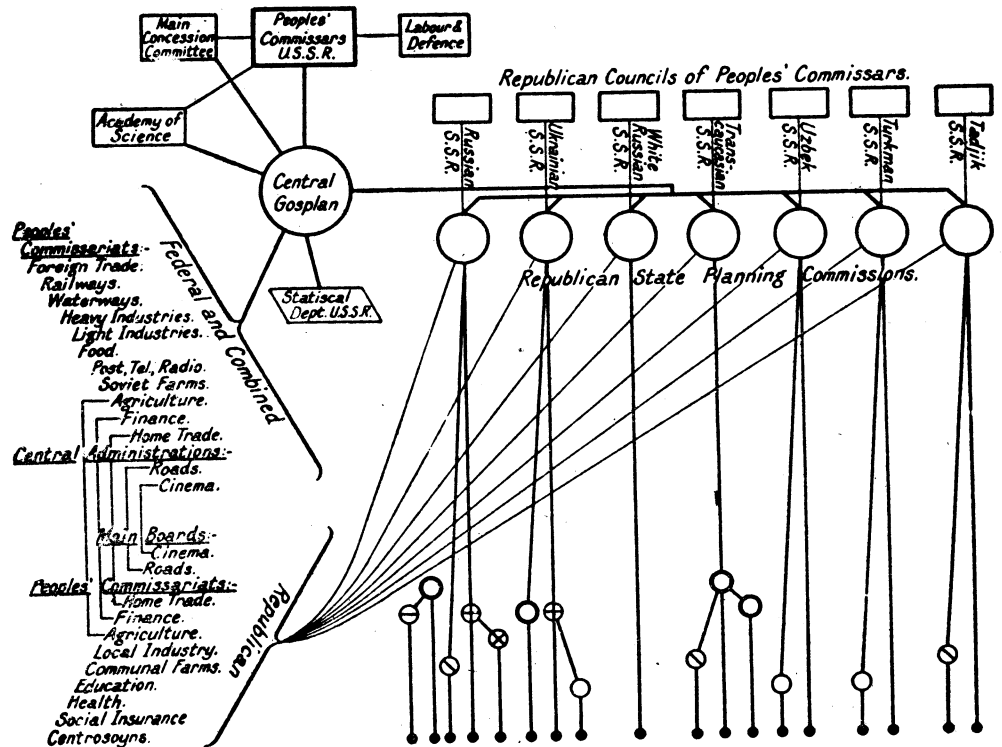 Main
Concession
Committee
Peoples'
Commissars
U.S.S.R.
Labour &
Defence
Academy of
Science
Central
Gosplan
Statiscal
Dept. U.S.S.R.
Republican Councils of Peoples' Commissars.
Russian
S.S.R.
Ukrainian
S.S.R.
White
Russian
S.S.R.
Trans-
caucasian
S.S.R.
Uzbek
S.S.R.
Turkman
S.S.R.
Tadjik
S.S.R.
Republican State Planning Commissions.
Federal and Combined
Peoples'
Commissariats:-
Foreign Trade.
Railways.
Waterways.
Heavy Industries.
Light Industries.
Food.
Post, Tel., Radio.
Soviet Farms.
Agriculture.
Finance.
Home Trade.
Central Administrations:-
Roads.
Cinema.
Republican
Main Boards:-
Cinema.
Roads.
Peoples' Commissariats:-
Home Trade.
Finance.
Agriculture.
Local Industry.
Communal Farms.
Education.
Health.
Social Insurance
Centrosoyns.